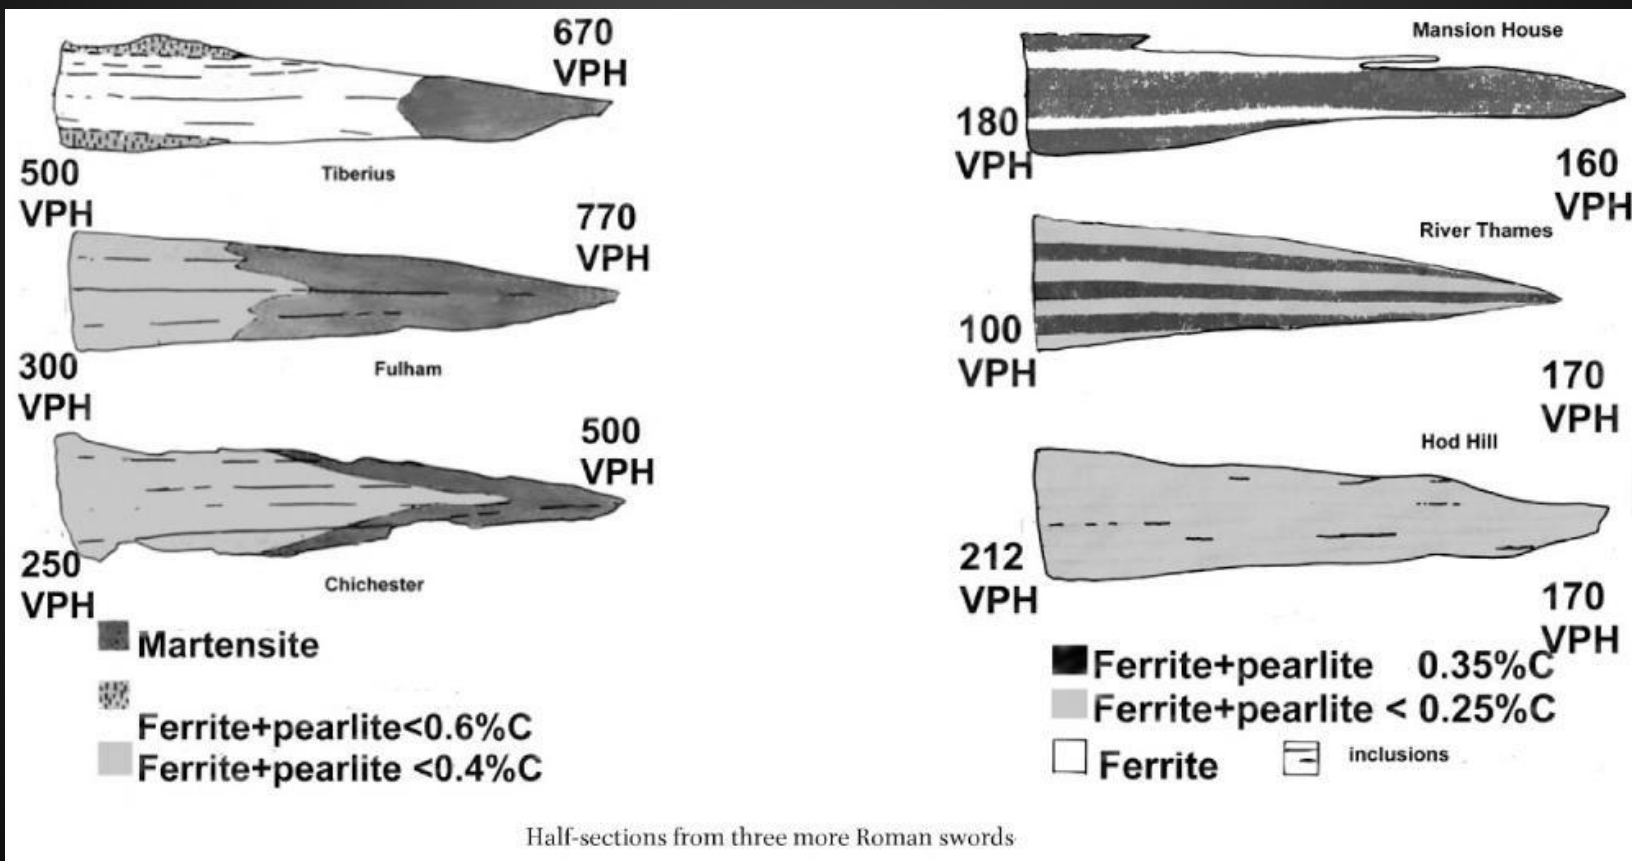 670
VPH
Tiberius
500
VPH
770
VPH
Fulham
300
VPH
500
VPH
Chichester
250
VPH
Martensite
Ferrite+pearlite<0.6%C
Ferrite+pearlite <0.4%C
Mansion House
180
VPH
160
VPH
River Thames
100
VPH
170
VPH
Hod Hill
212
VPH
170
VPH
Ferrite+pearlite 0.35%C
Ferrite+pearlite < 0.25%C
Ferrite
inclusions
Half-sections from three more Roman swords